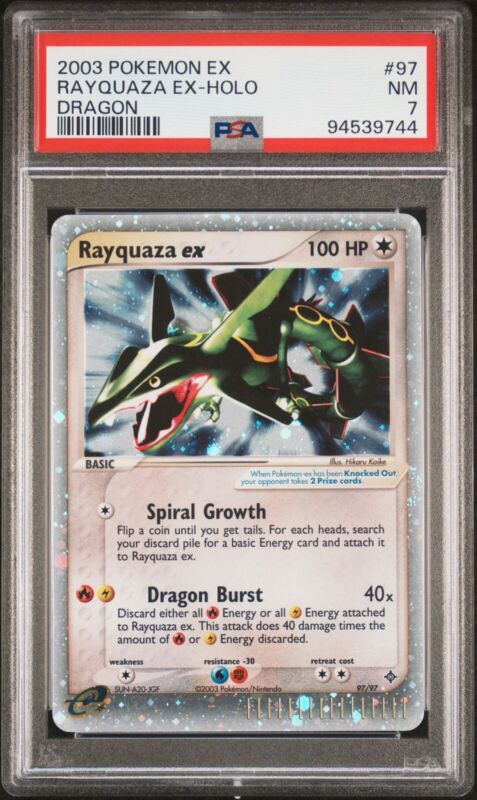 2003 POKEMON EX #97
RAYQUAZA EX-HOLO NM
DRAGON 7
PSA 94539744
Rayquaza ex 100 HP
Illus. Hikaru Koike
BASIC
When Pokémon-ex has been Knocked Out,
your opponent takes 2 Prize cards
Spiral Growth
Flip a coin until you get tails. For each heads, search
your discard pile for a basic Energy card and attach it
to Rayquaza ex.
Dragon Burst 40x
Discard either all Energy or all Energy attached
to Rayquaza ex. This attack does 40 damage times the
amount of or Energy discarded.
weakness resistance -30 retreat cost
SUN-A20-JGF ©2003 Pokémon/Nintendo 97/97
e